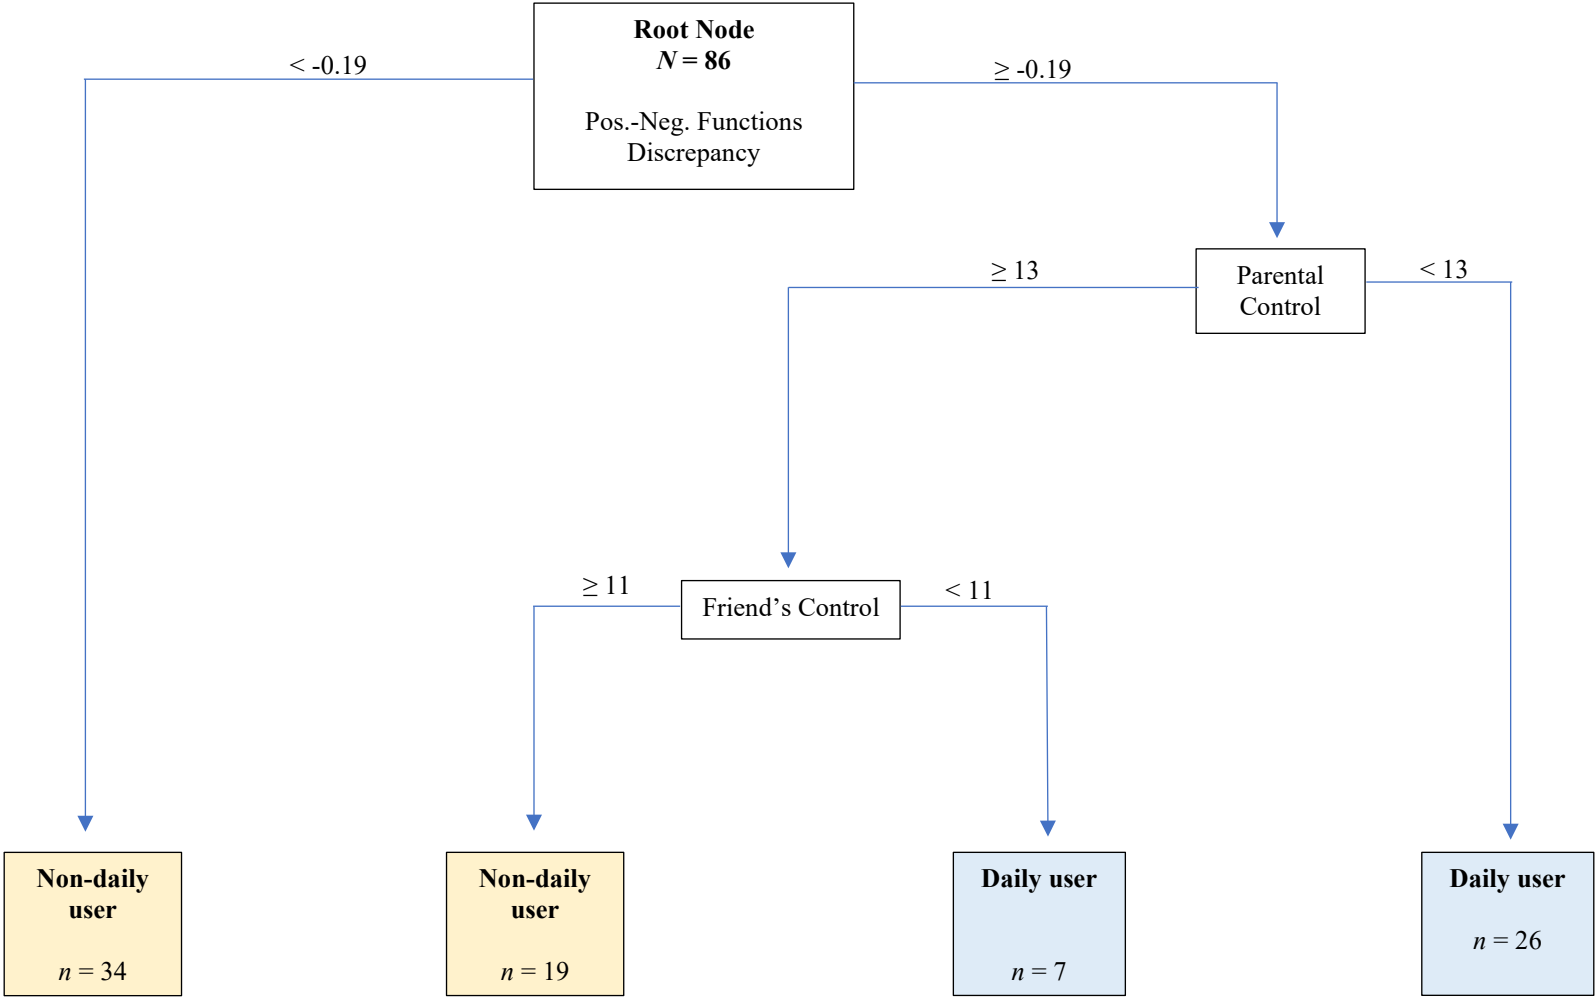 Root Node
N = 86
Pos.-Neg. Functions
Discrepancy
< -0.19
≥ -0.19
Parental
Control
≥ 13
< 13
Friend’s Control
≥ 11
< 11
Non-daily
user
n = 34
Non-daily
user
n = 19
Daily user
n = 7
Daily user
n = 26